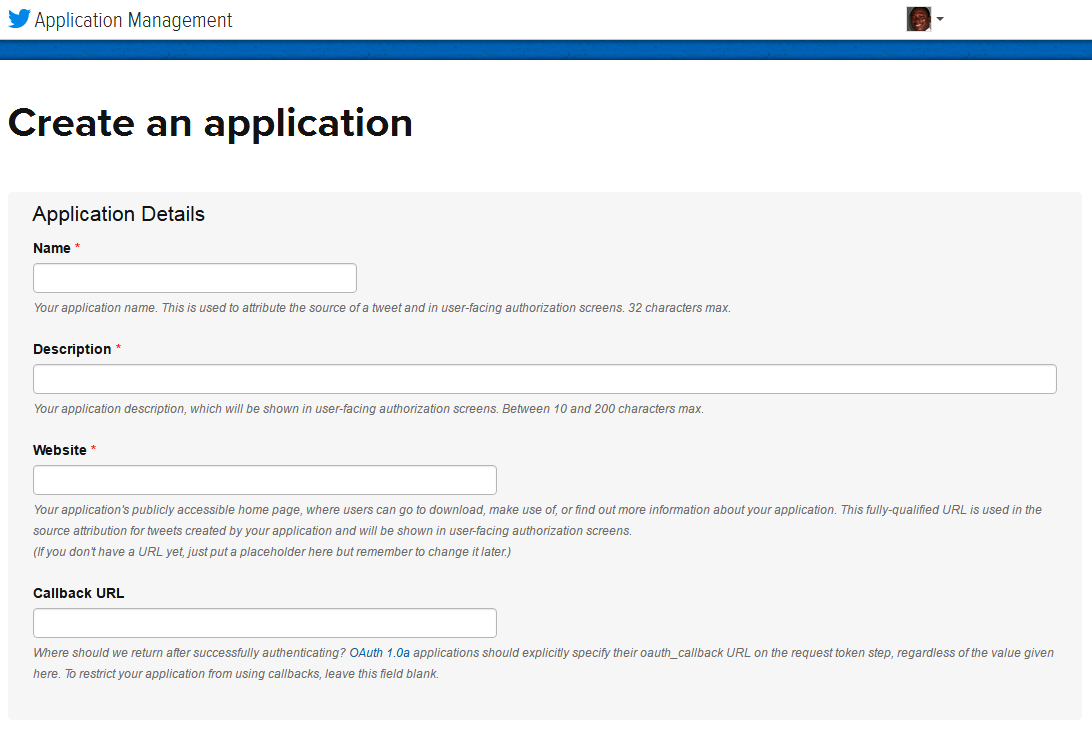 Application Management
Create an application
Application Details
Name *
Your application name. This is used to attribute the source of a tweet and in user-facing authorization screens. 32 characters max.
Description *
Your application description, which will be shown in user-facing authorization screens. Between 10 and 200 characters max.
Website *
Your application's publicly accessible home page, where users can go to download, make use of, or find out more information about your application. This fully-qualified URL is used in the
source attribution for tweets created by your application and will be shown in user-facing authorization screens.
(If you don't have a URL yet, just put a placeholder here but remember to change it later.)
Callback URL
Where should we return after successfully authenticating? OAuth 1.0a applications should explicitly specify their oauth_callback URL on the request token step, regardless of the value given
here. To restrict your application from using callbacks, leave this field blank.